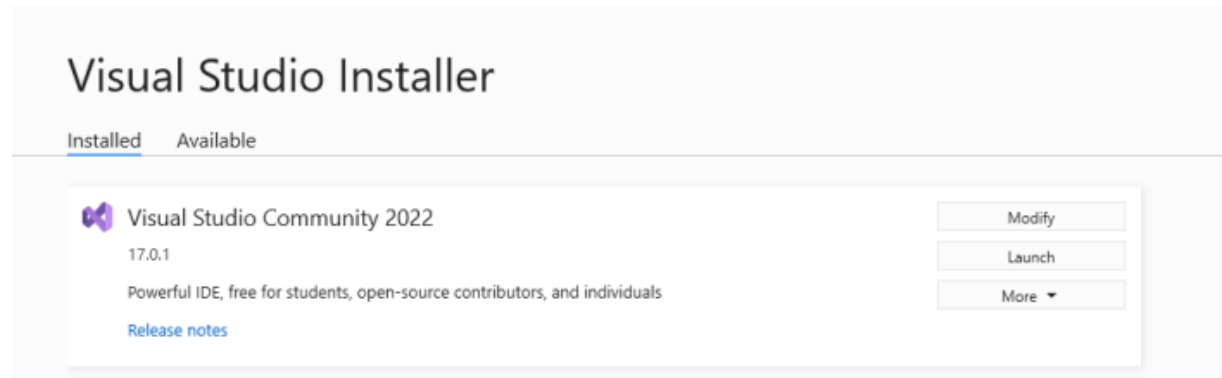 Visual Studio Installer
Installed Available
Visual Studio Community 2022
Modify
17.0.1
Launch
Powerful IDE, free for students, open-source contributors, and individuals
More
Release notes